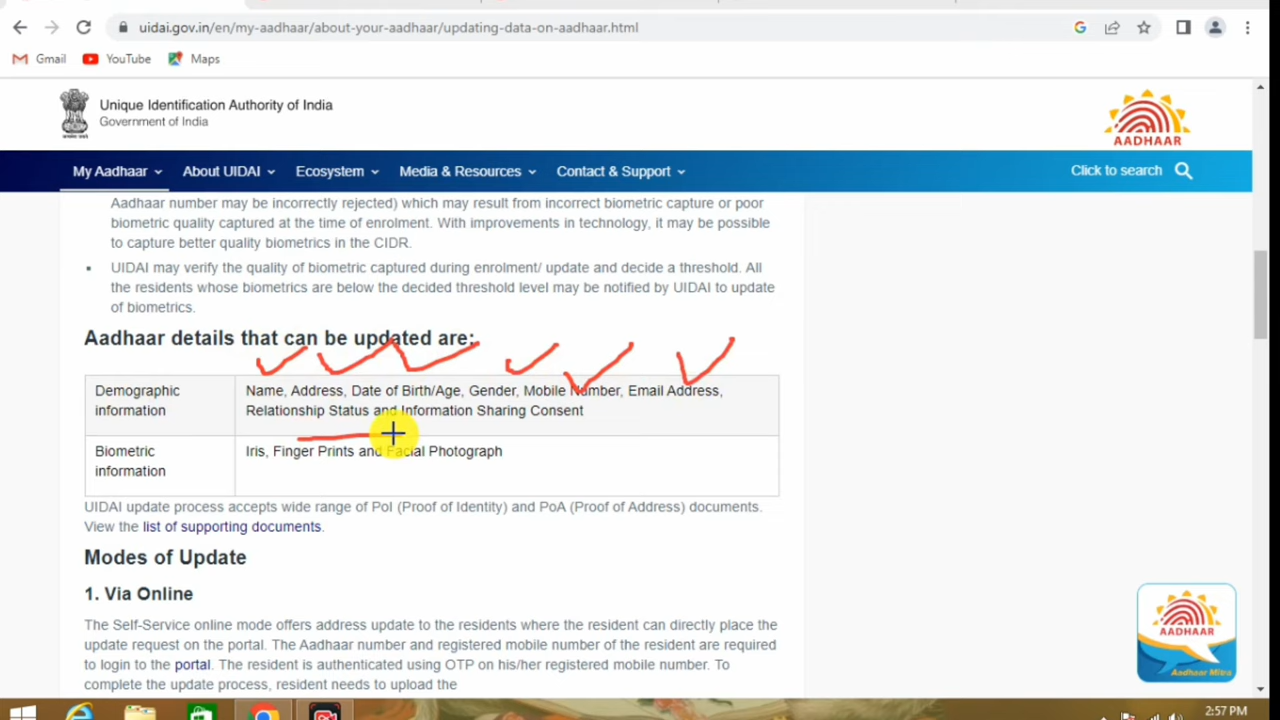 uidai.gov.in/en/my-aadhaar/about-your-aadhaar/updating-data-on-aadhaar.html
Gmail YouTube Maps
Unique Identification Authority of India
Government of India
AADHAAR
My Aadhaar About UIDAI Ecosystem Media & Resources Contact & Support Click to search
Aadhaar number may be incorrectly rejected) which may result from incorrect biometric capture or poor
biometric quality captured at the time of enrolment. With improvements in technology, it may be possible
to capture better quality biometrics in the CIDR.
UIDAI may verify the quality of biometric captured during enrolment/ update and decide a threshold. All
the residents whose biometrics are below the decided threshold level may be notified by UIDAI to update
of biometrics.
Aadhaar details that can be updated are:
Demographic
information
Name, Address, Date of Birth/Age, Gender, Mobile Number, Email Address,
Relationship Status and Information Sharing Consent
Biometric
information
Iris, Finger Prints and Facial Photograph
UIDAI update process accepts wide range of PoI (Proof of Identity) and PoA (Proof of Address) documents.
View the list of supporting documents.
Modes of Update
1. Via Online
The Self-Service online mode offers address update to the residents where the resident can directly place the
update request on the portal. The Aadhaar number and registered mobile number of the resident are required
to login to the portal. The resident is authenticated using OTP on his/her registered mobile number. To
complete the update process, resident needs to upload the
AADHAAR
Aadhaar Mitra
2:57 PM